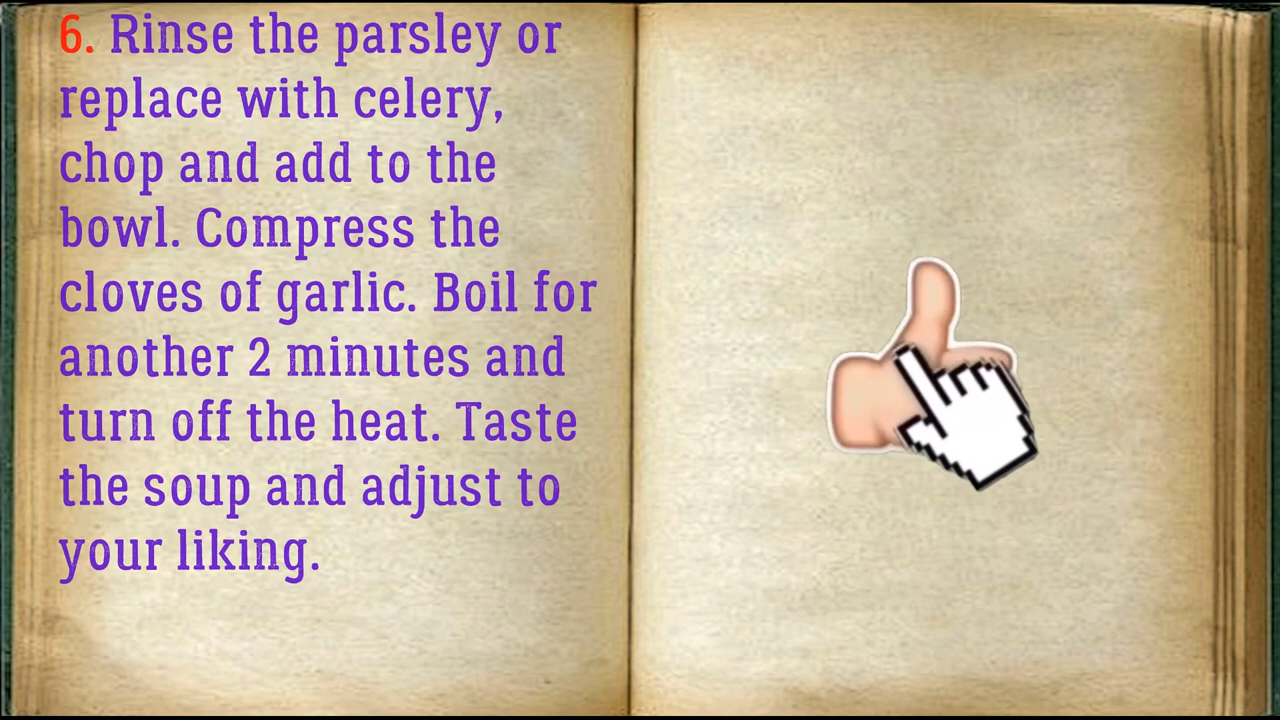 6. Rinse the parsley or
replace with celery,
chop and add to the
bowl. Compress the
cloves of garlic. Boil for
another 2 minutes and
turn off the heat. Taste
the soup and adjust to
your liking.